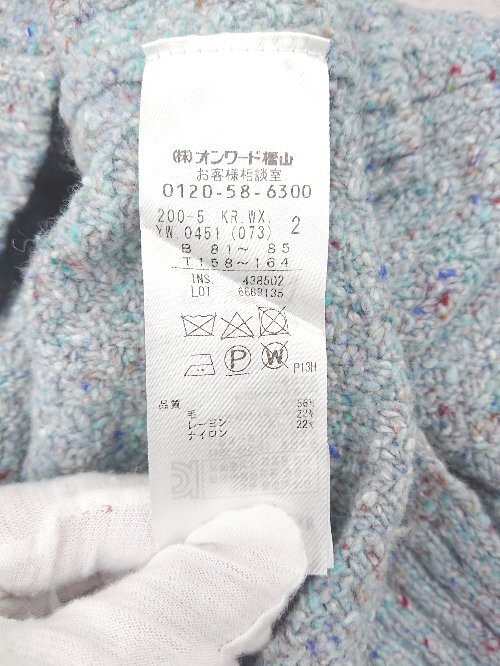 (株)オンワード樫山
お客様相談室
0120-58-6300
200-5 KR.WX. 2
YW.0451 (073)
B 81～ 85
T 158～164
INS. 438502
LOT 6669135
P W P13H
品質 56%
毛 22%
レーヨン 22%
ナイロン